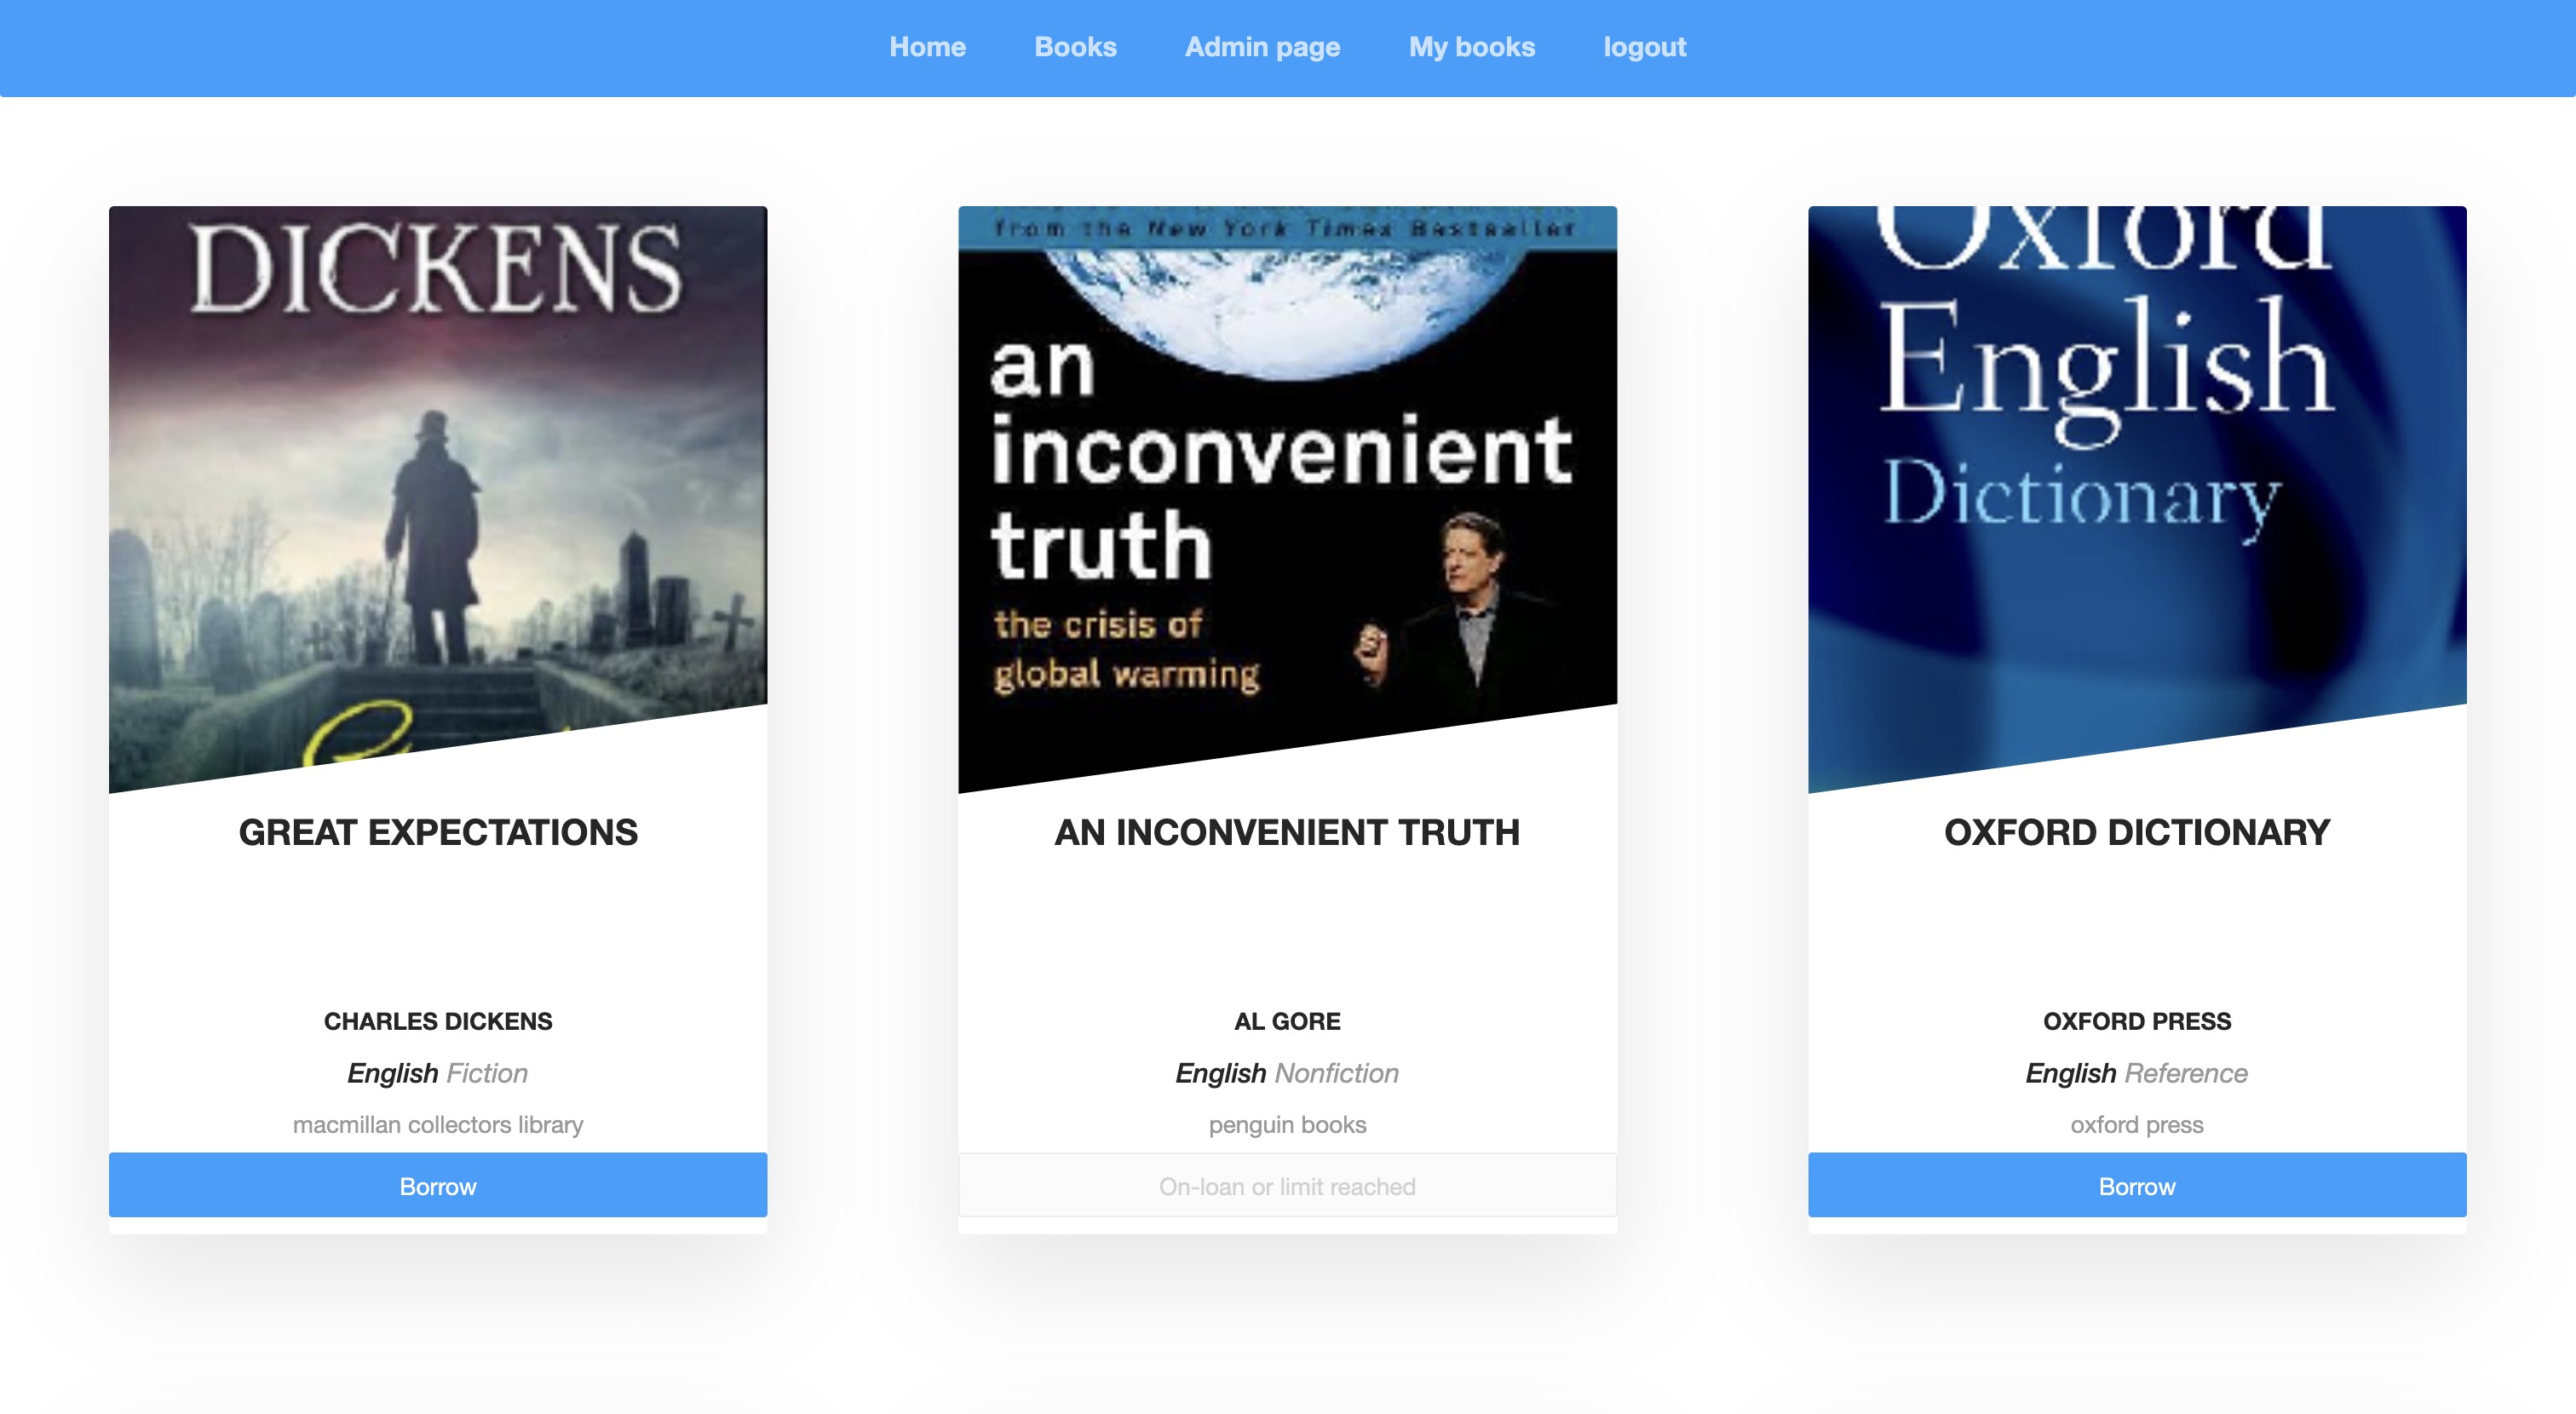 Home Books Admin page My books logout
DICKENS
G
GREAT EXPECTATIONS
CHARLES DICKENS
English Fiction
macmillan collectors library
Borrow
from the New York Times Bestseller
an
inconvenient
truth
the crisis of
global warming
AN INCONVENIENT TRUTH
AL GORE
English Nonfiction
penguin books
On-loan or limit reached
Oxford
English
Dictionary
OXFORD DICTIONARY
OXFORD PRESS
English Reference
oxford press
Borrow